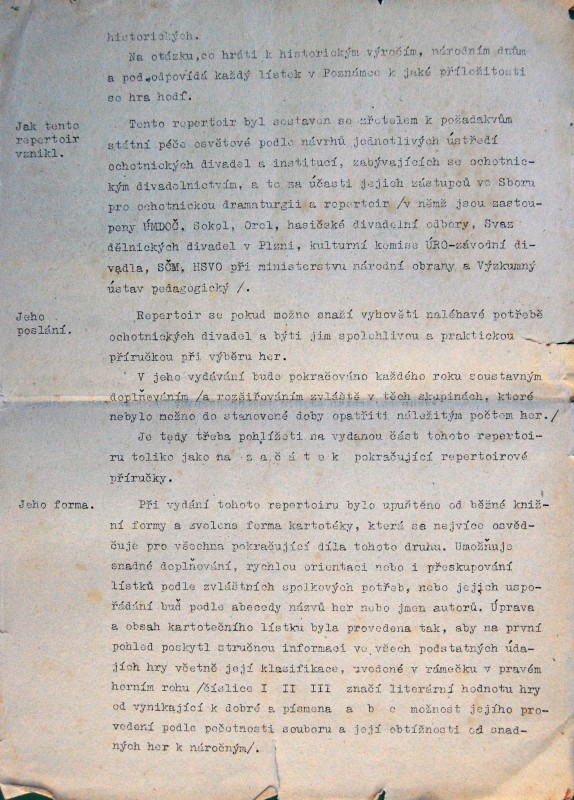 historických.
Na otázku,co hráti k historickým výročím, národním dnům
a pod.odpovídá každý lístek v Poznámce k jaké příležitosti
se hra hodí.
Jak tento
repertoir
vznikl.
Tento repertoir byl sestaven se zřetelem k požadavkům
státní péče osvětové podle návrhů jednotlivých ústředí
ochotnických divadel a institucí, zabývajících se ochotnic-
kým divadelnictvím, a to za účasti jejich zástupců ve Sboru
pro ochotnickou dramaturgii a repertoir /v němž jsou zastou-
peny ÚMDOČ, Sokol, Orel, hasičské divadelní odbory, Svaz
dělnických divadel v Plzni, kulturní komise ÚRO-závodní di-
vadla, SČM, HSVO při ministerstvu národní obrany a Výzkumný
ústav pedagogický /.
Jeho
poslání.
Repertoir se pokud možno snaží vyhověti naléhavé potřebě
ochotnických divadel a býti jim spolehlivou a praktickou
příručkou při výběru her.
V jeho vydávání bude pokračováno každého roku soustavným
doplňováním /a rozšiřováním zvláště v těch skupinách, které
nebylo možno do stanovené doby opatřiti náležitým počtem her./
Je tedy třeba pohlížeti na vydanou část tohoto repertoi-
ru toliko jako na z a č á t e k pokračující repertoirové
příručky.
Jeho forma.
Při vydání tohoto repertoiru bylo upuštěno od běžné kniž-
ní formy a zvolena forma kartotéky, která se nejvíce osvěd-
čuje pro všechna pokračující díla tohoto druhu. Umožňuje
snadné doplňování, rychlou orientaci nebo i přeskupování
lístků podle zvláštních spolkových potřeb, nebo jejich uspo-
řádání buď podle abecedy názvů her nebo jmen autorů. Úprava
a obsah kartotečního lístku byla provedena tak, aby na první
pohled poskytl stručnou informaci ve všech podstatných úda-
jích hry včetně její klasifikace, uvedené v rámečku v pravém
horním rohu /číslice I II III značí literární hodnotu hry
od vynikající k dobré a písmena a b c možnost jejího pro-
vedení podle početnosti souboru a její obtížnosti od snad-
ných her k náročným/.